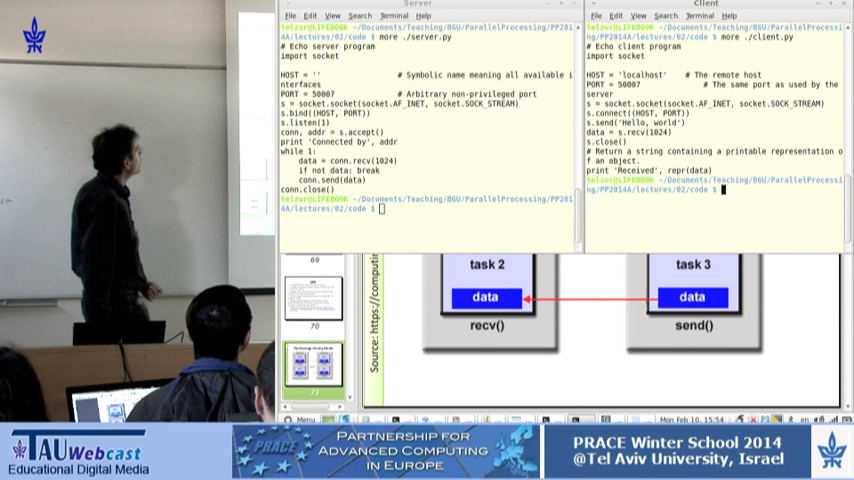 Server
File Edit View Search Terminal Help
telzur@LIFEBOOK ~/Documents/Teaching/BGU/ParallelProcessing/PP201
4A/lectures/02/code $ more ./server.py
# Echo server program
import socket
HOST = '' # Symbolic name meaning all available i
nterfaces
PORT = 50007 # Arbitrary non-privileged port
s = socket.socket(socket.AF_INET, socket.SOCK_STREAM)
s.bind((HOST, PORT))
s.listen(1)
conn, addr = s.accept()
print 'Connected by', addr
while 1:
data = conn.recv(1024)
if not data: break
conn.send(data)
conn.close()
telzur@LIFEBOOK ~/Documents/Teaching/BGU/ParallelProcessing/PP201
4A/lectures/02/code $
Client
File Edit View Search Terminal Help
telzur@LIFEBOOK ~/Documents/Teaching/BGU/ParallelProcessi
ng/PP2014A/lectures/02/code $ more ./client.py
# Echo client program
import socket
HOST = 'localhost' # The remote host
PORT = 50007 # The same port as used by the
server
s = socket.socket(socket.AF_INET, socket.SOCK_STREAM)
s.connect((HOST, PORT))
s.send('Hello, world')
data = s.recv(1024)
s.close()
# Return a string containing a printable representation o
f an object.
print 'Received', repr(data)
telzur@LIFEBOOK ~/Documents/Teaching/BGU/ParallelProcessi
ng/PP2014A/lectures/02/code $
69
70
71
Source: https://computin
task 2
data
recv()
task 3
data
send()
Menu
Mon Feb 10, 15:54
en
TAU Webcast
Educational Digital Media
PRACE
PARTNERSHIP FOR
ADVANCED COMPUTING
IN EUROPE
PRACE Winter School 2014
@Tel Aviv University, Israel